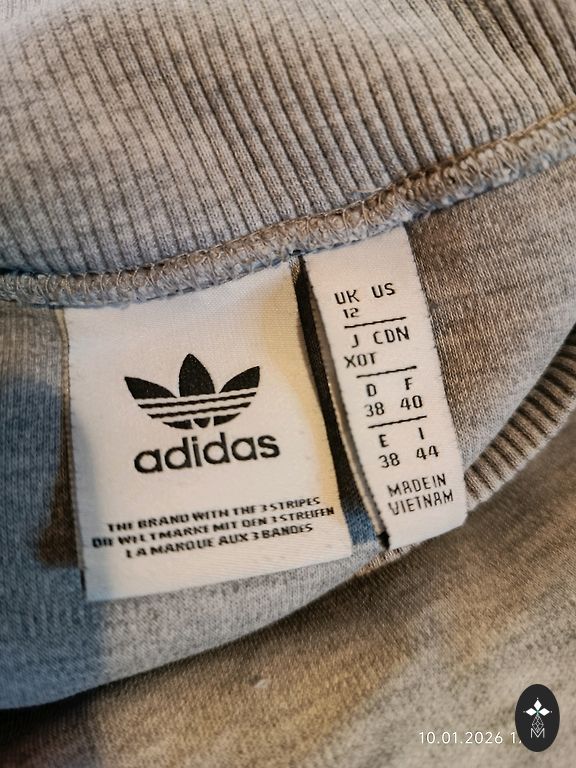 adidas
THE BRAND WITH THE 3 STRIPES
DIE WELTMARKE MIT DEN 3 STREIFEN
LA MARQUE AUX 3 BANDES
UK US
12
J CDN
XOT
D F
38 40
E I
38 44
MADE IN
VIETNAM
10.01.2026
M